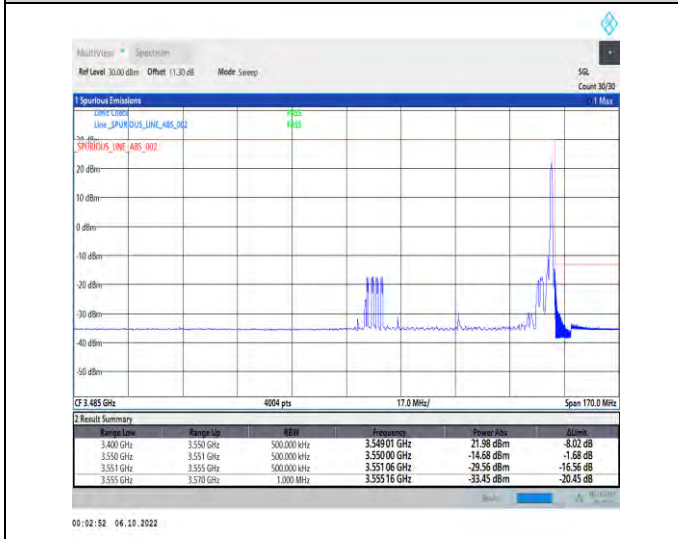 MultiView Spectrum
Ref Level 30.00 dBm Offset 11.30 dB Mode Sweep SGL
Count 30/30
1 Spurious Emissions 1 Max
Limit Check PASS
Line _SPURIOUS_LINE_ABS_002 PASS
_SPURIOUS_LINE_ABS_002
20 dBm
10 dBm
0 dBm
-10 dBm
-20 dBm
-30 dBm
-40 dBm
-50 dBm
CF 3.485 GHz 4004 pts 17.0 MHz/ Span 170.0 MHz
2 Result Summary
Range Low Range Up RBW Frequency Power Abs ΔLimit
3.400 GHz 3.550 GHz 500.000 kHz 3.549 01 GHz 21.98 dBm -8.02 dB
3.550 GHz 3.551 GHz 500.000 kHz 3.550 00 GHz -14.68 dBm -1.68 dB
3.551 GHz 3.555 GHz 500.000 kHz 3.551 06 GHz -29.56 dBm -16.56 dB
3.555 GHz 3.570 GHz 1.000 MHz 3.555 16 GHz -33.45 dBm -20.45 dB
00:02:52 06.10.2022